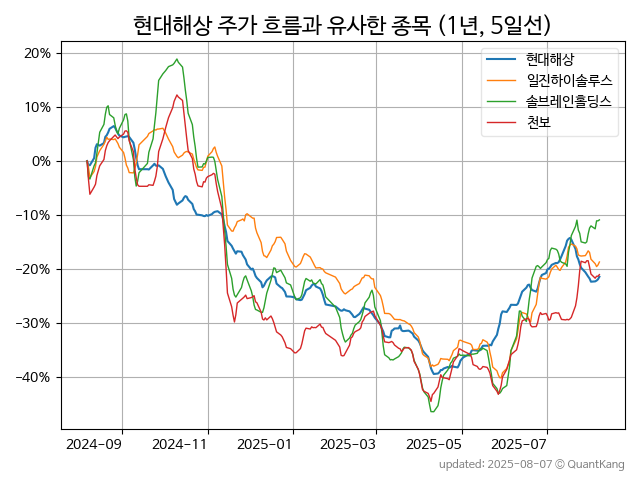 현대해상 주가 흐름과 유사한 종목 (1년, 5일선)
현대해상
일진하이솔루스
솔브레인홀딩스
천보
20%
10%
0%
−10%
−20%
−30%
−40%
2024-09
2024-11
2025-01
2025-03
2025-05
2025-07
updated: 2025-08-07 © QuantKang